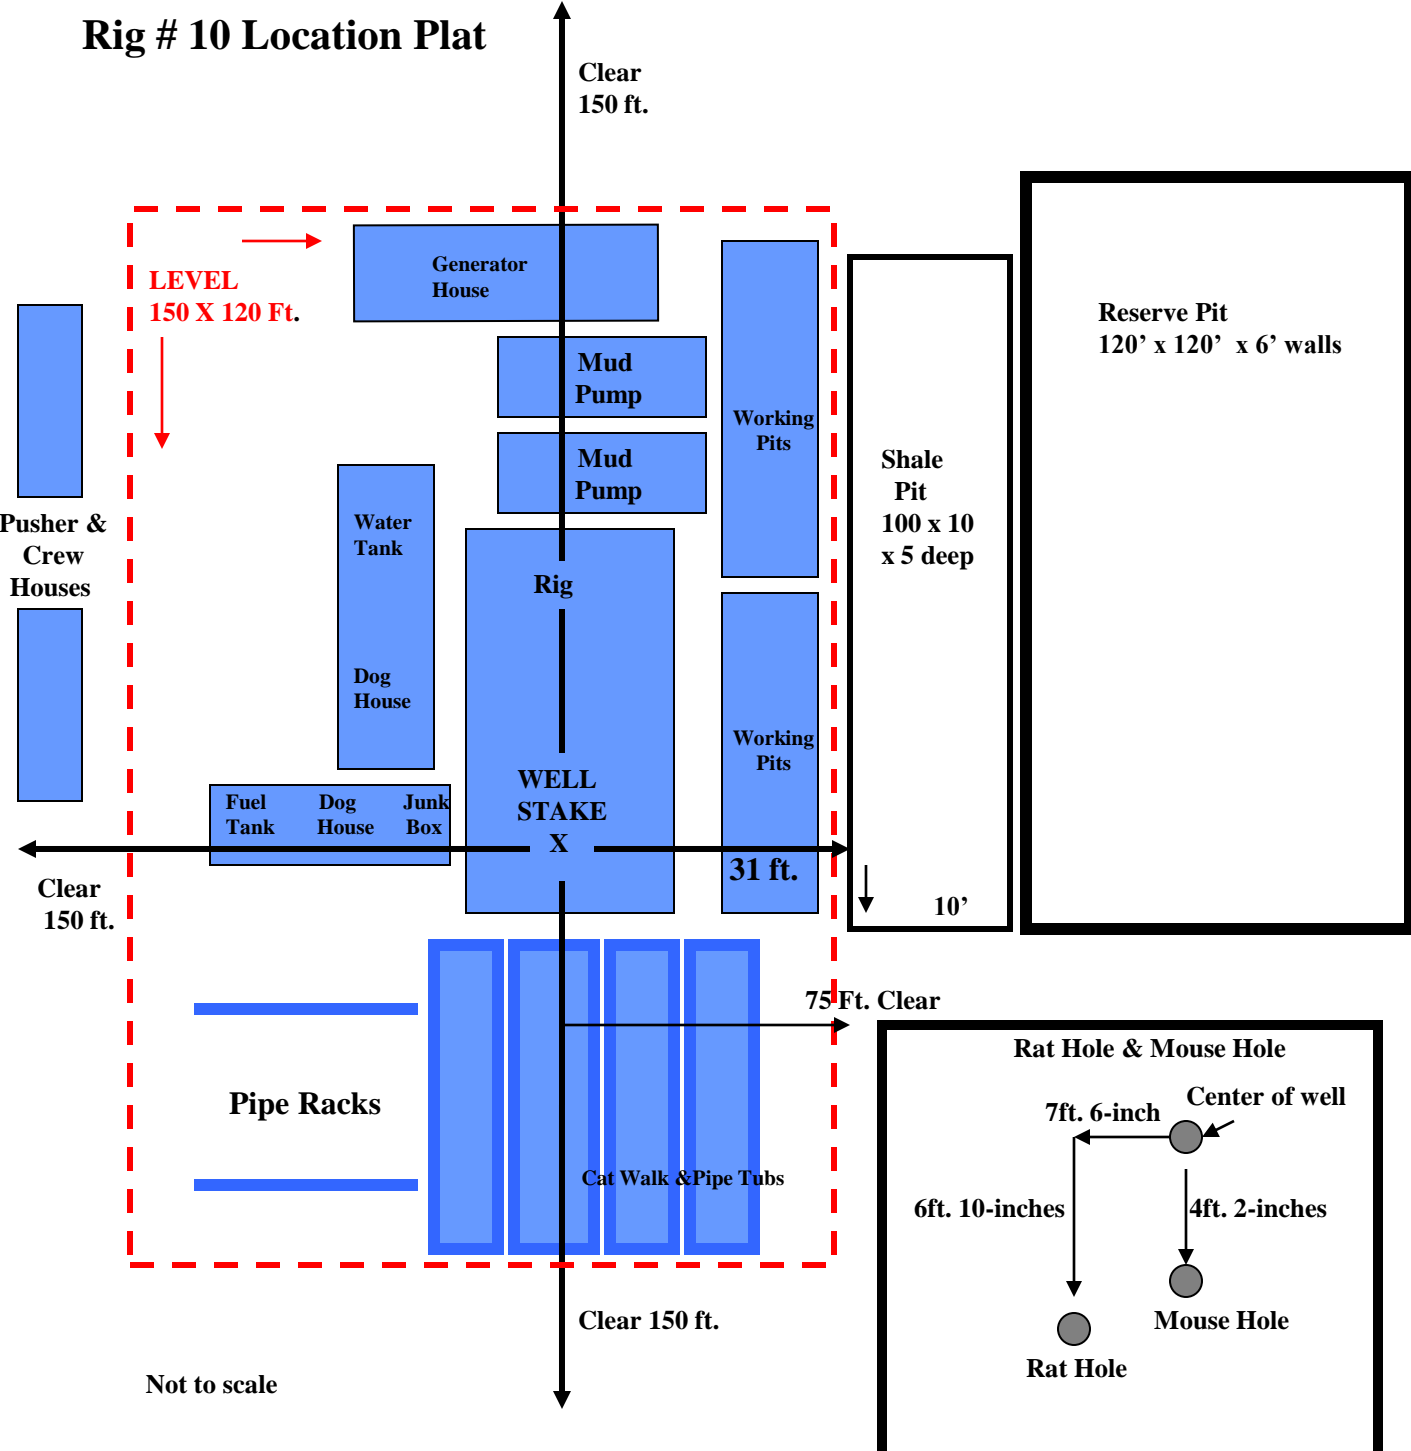 Rig # 10 Location Plat
Clear
150 ft.
LEVEL
150 X 120 Ft.
Generator
House
Mud
Pump
Mud
Pump
Working
Pits
Shale
Pit
100 x 10
x 5 deep
Reserve Pit
120’ x 120’  x 6’ walls
Pusher &
Crew
Houses
Water
Tank
Dog
House
Rig
Working
Pits
WELL
STAKE
X
Fuel
Tank
Dog
House
Junk
Box
31 ft.
Clear
150 ft.
10’
75 Ft. Clear
Pipe Racks
Cat Walk &Pipe Tubs
Rat Hole & Mouse Hole
Center of well
7ft. 6-inch
6ft. 10-inches
4ft. 2-inches
Mouse Hole
Rat Hole
Clear 150 ft.
Not to scale